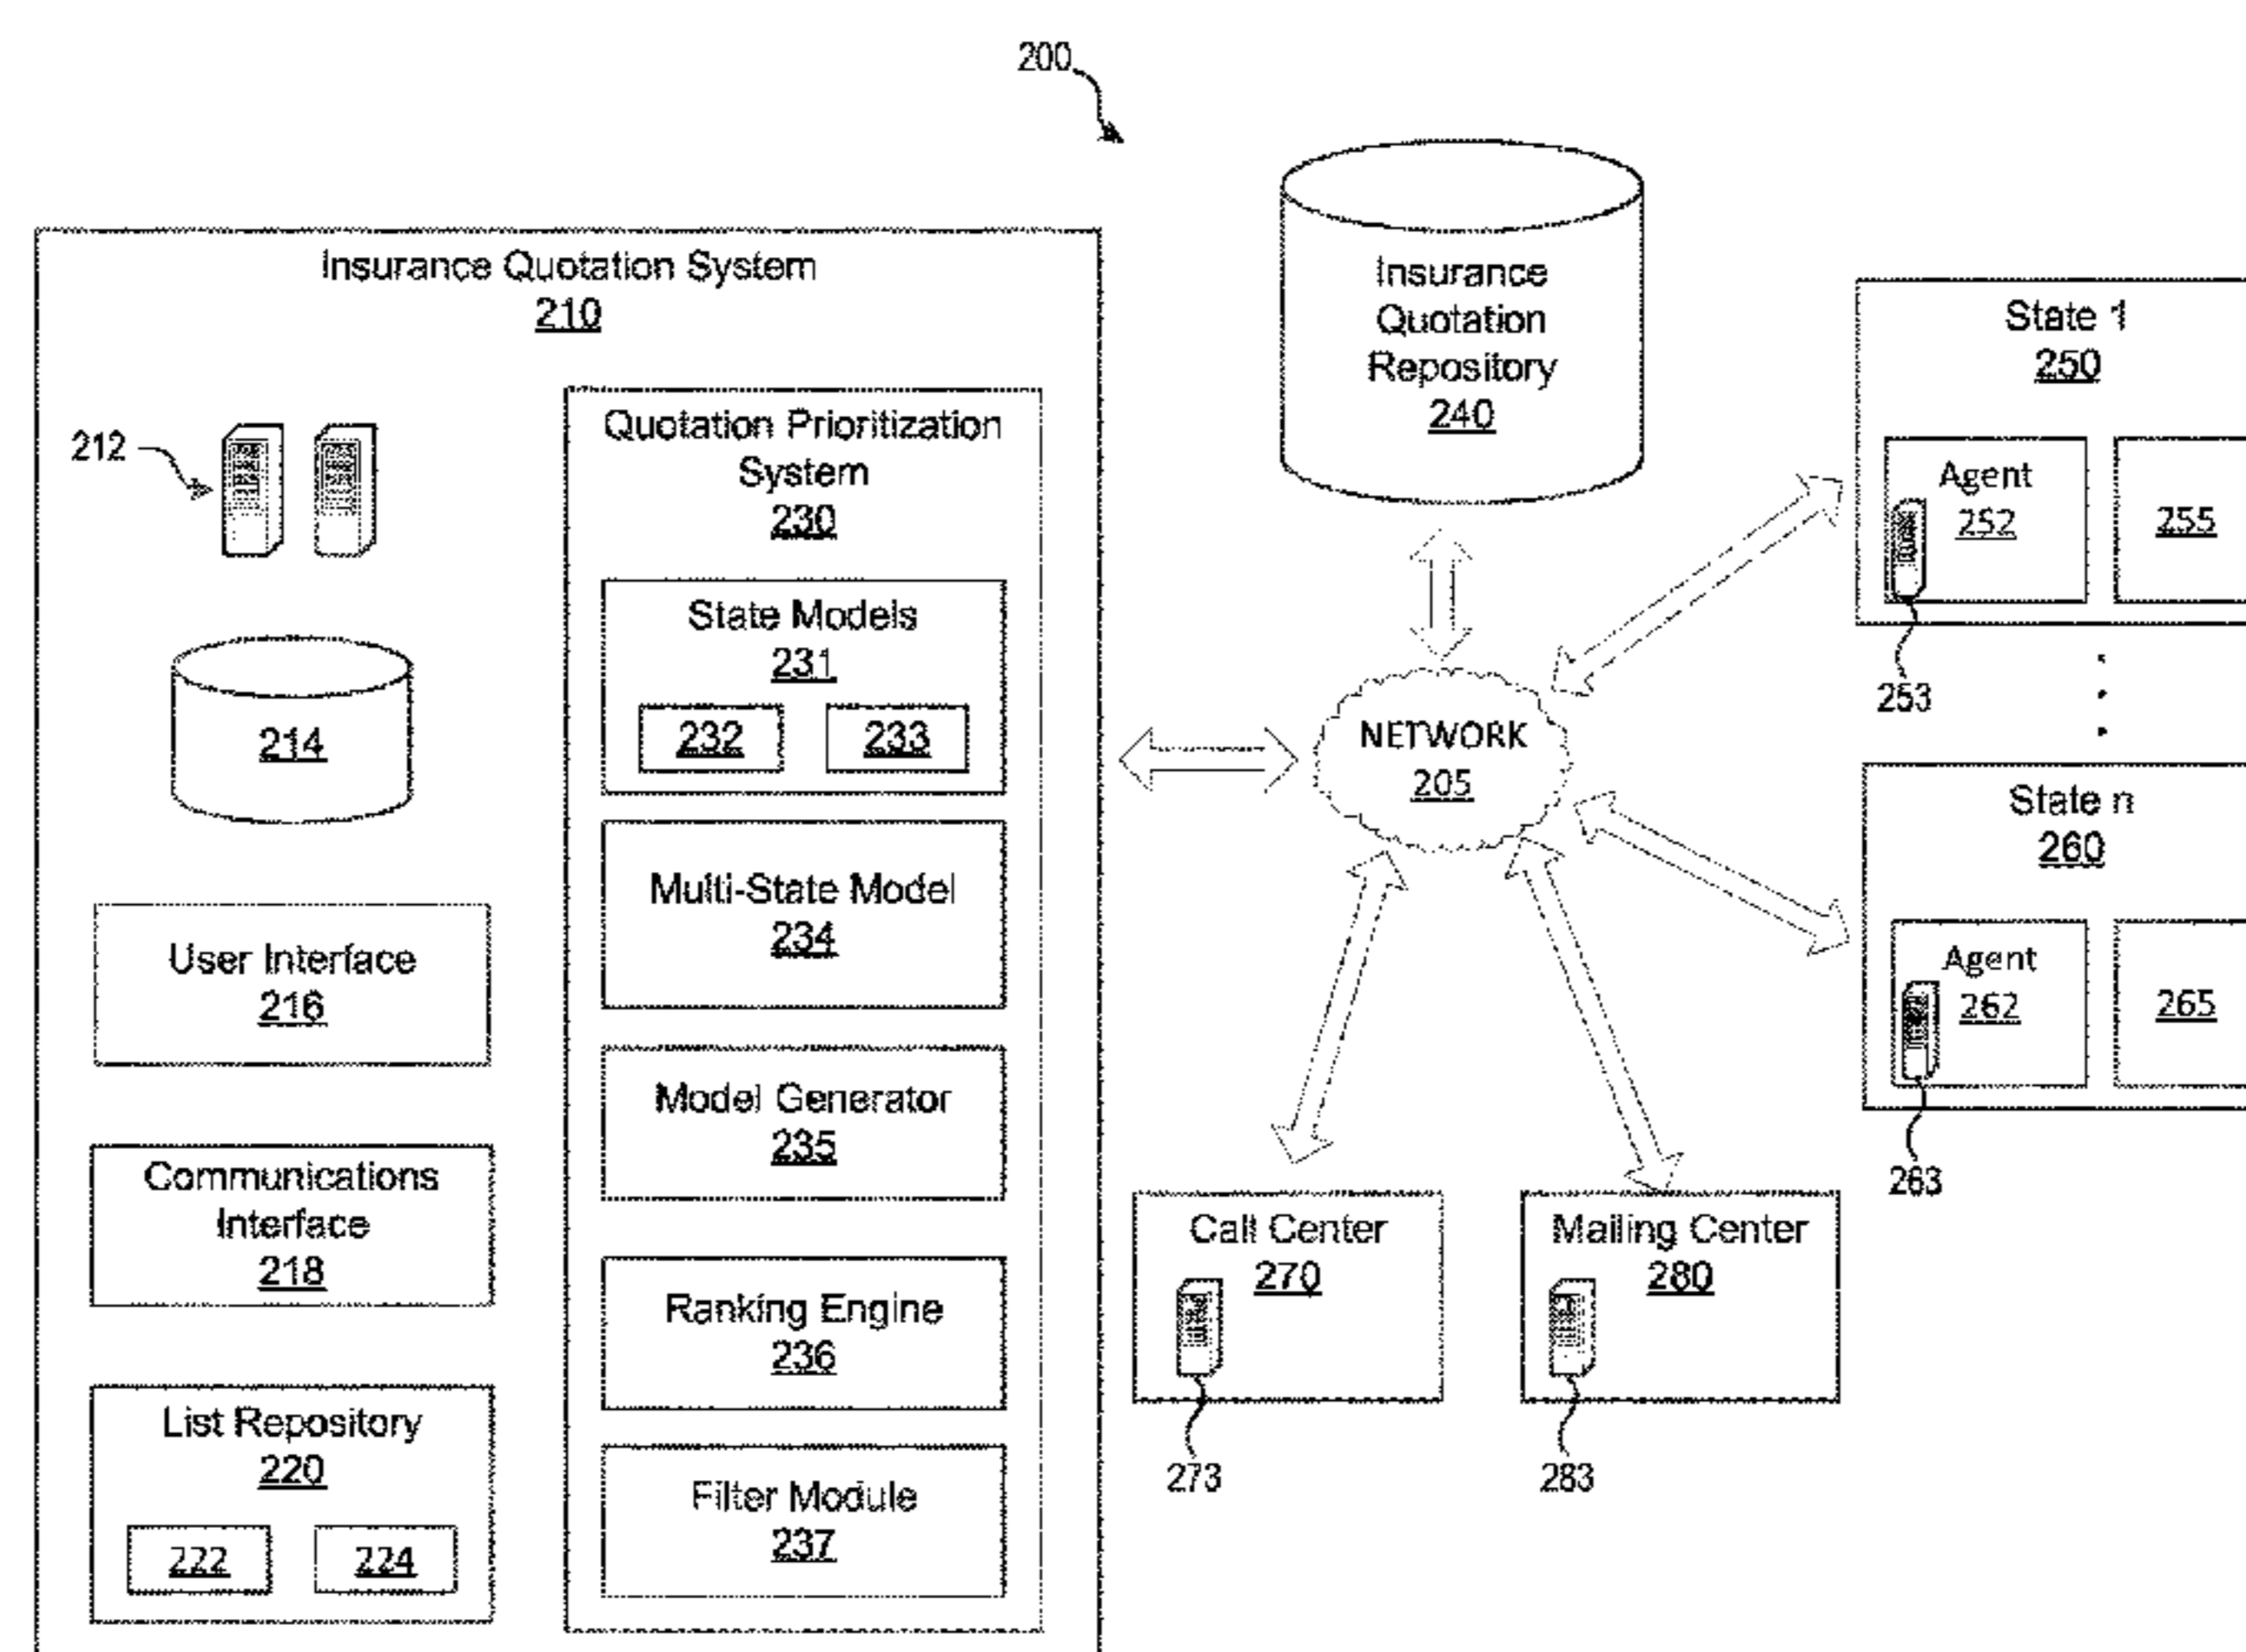 200
Insurance Quotation System
210
212
214
User Interface
216
Communications
Interface
218
List Repository
220
222
224
Quotation Prioritization
System
230
State Models
231
232
233
Multi-State Model
234
Model Generator
235
Ranking Engine
236
Filter Module
237
Insurance
Quotation
Repository
240
NETWORK
205
State 1
250
Agent
252
255
253
State n
260
Agent
262
265
263
Call Center
270
273
Mailing Center
280
283